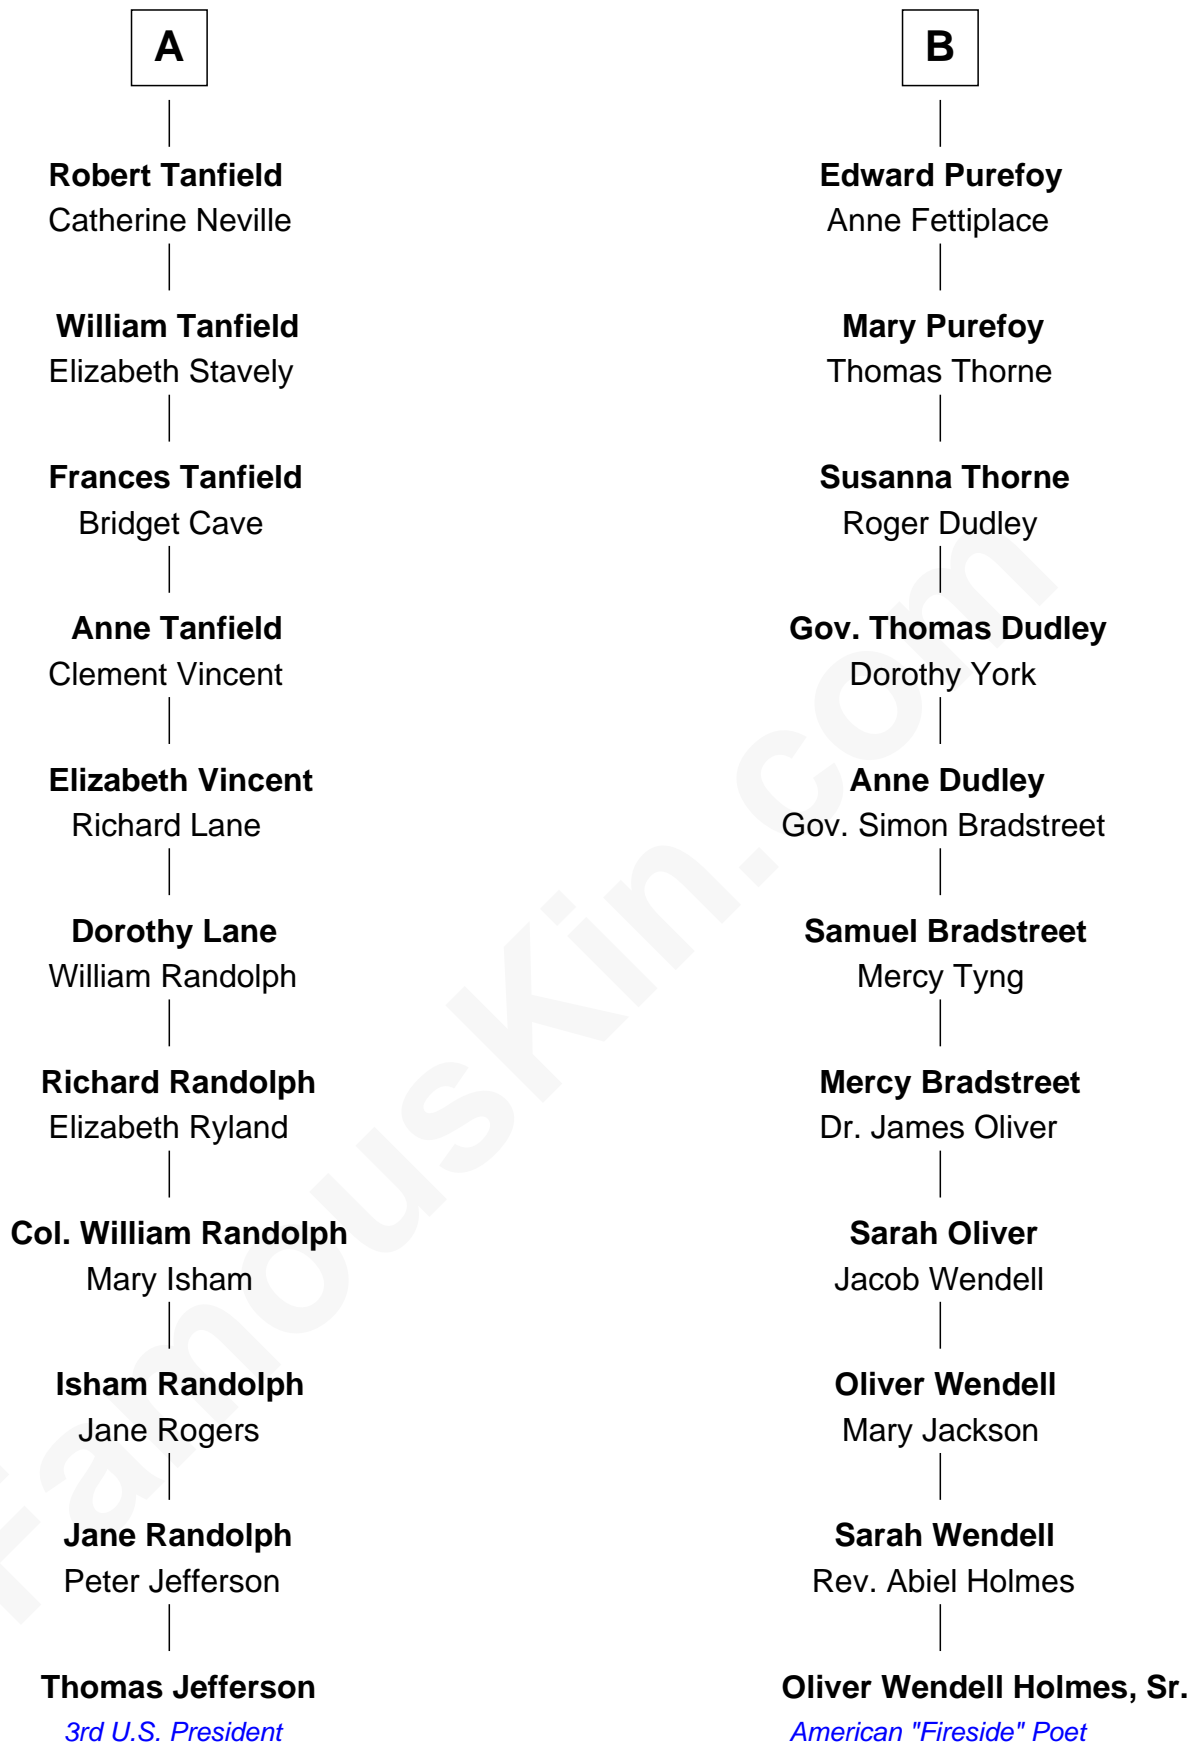 A
Robert Tanfield
Catherine Neville
William Tanfield
Elizabeth Stavely
Frances Tanfield
Bridget Cave
Anne Tanfield
Clement Vincent
Elizabeth Vincent
Richard Lane
Dorothy Lane
William Randolph
Richard Randolph
Elizabeth Ryland
Col. William Randolph
Mary Isham
Isham Randolph
Jane Rogers
Jane Randolph
Peter Jefferson
Thomas Jefferson
3rd U.S. President
B
Edward Purefoy
Anne Fettiplace
Mary Purefoy
Thomas Thorne
Susanna Thorne
Roger Dudley
Gov. Thomas Dudley
Dorothy York
Anne Dudley
Gov. Simon Bradstreet
Samuel Bradstreet
Mercy Tyng
Mercy Bradstreet
Dr. James Oliver
Sarah Oliver
Jacob Wendell
Oliver Wendell
Mary Jackson
Sarah Wendell
Rev. Abiel Holmes
Oliver Wendell Holmes, Sr.
American "Fireside" Poet
FamousKin.com